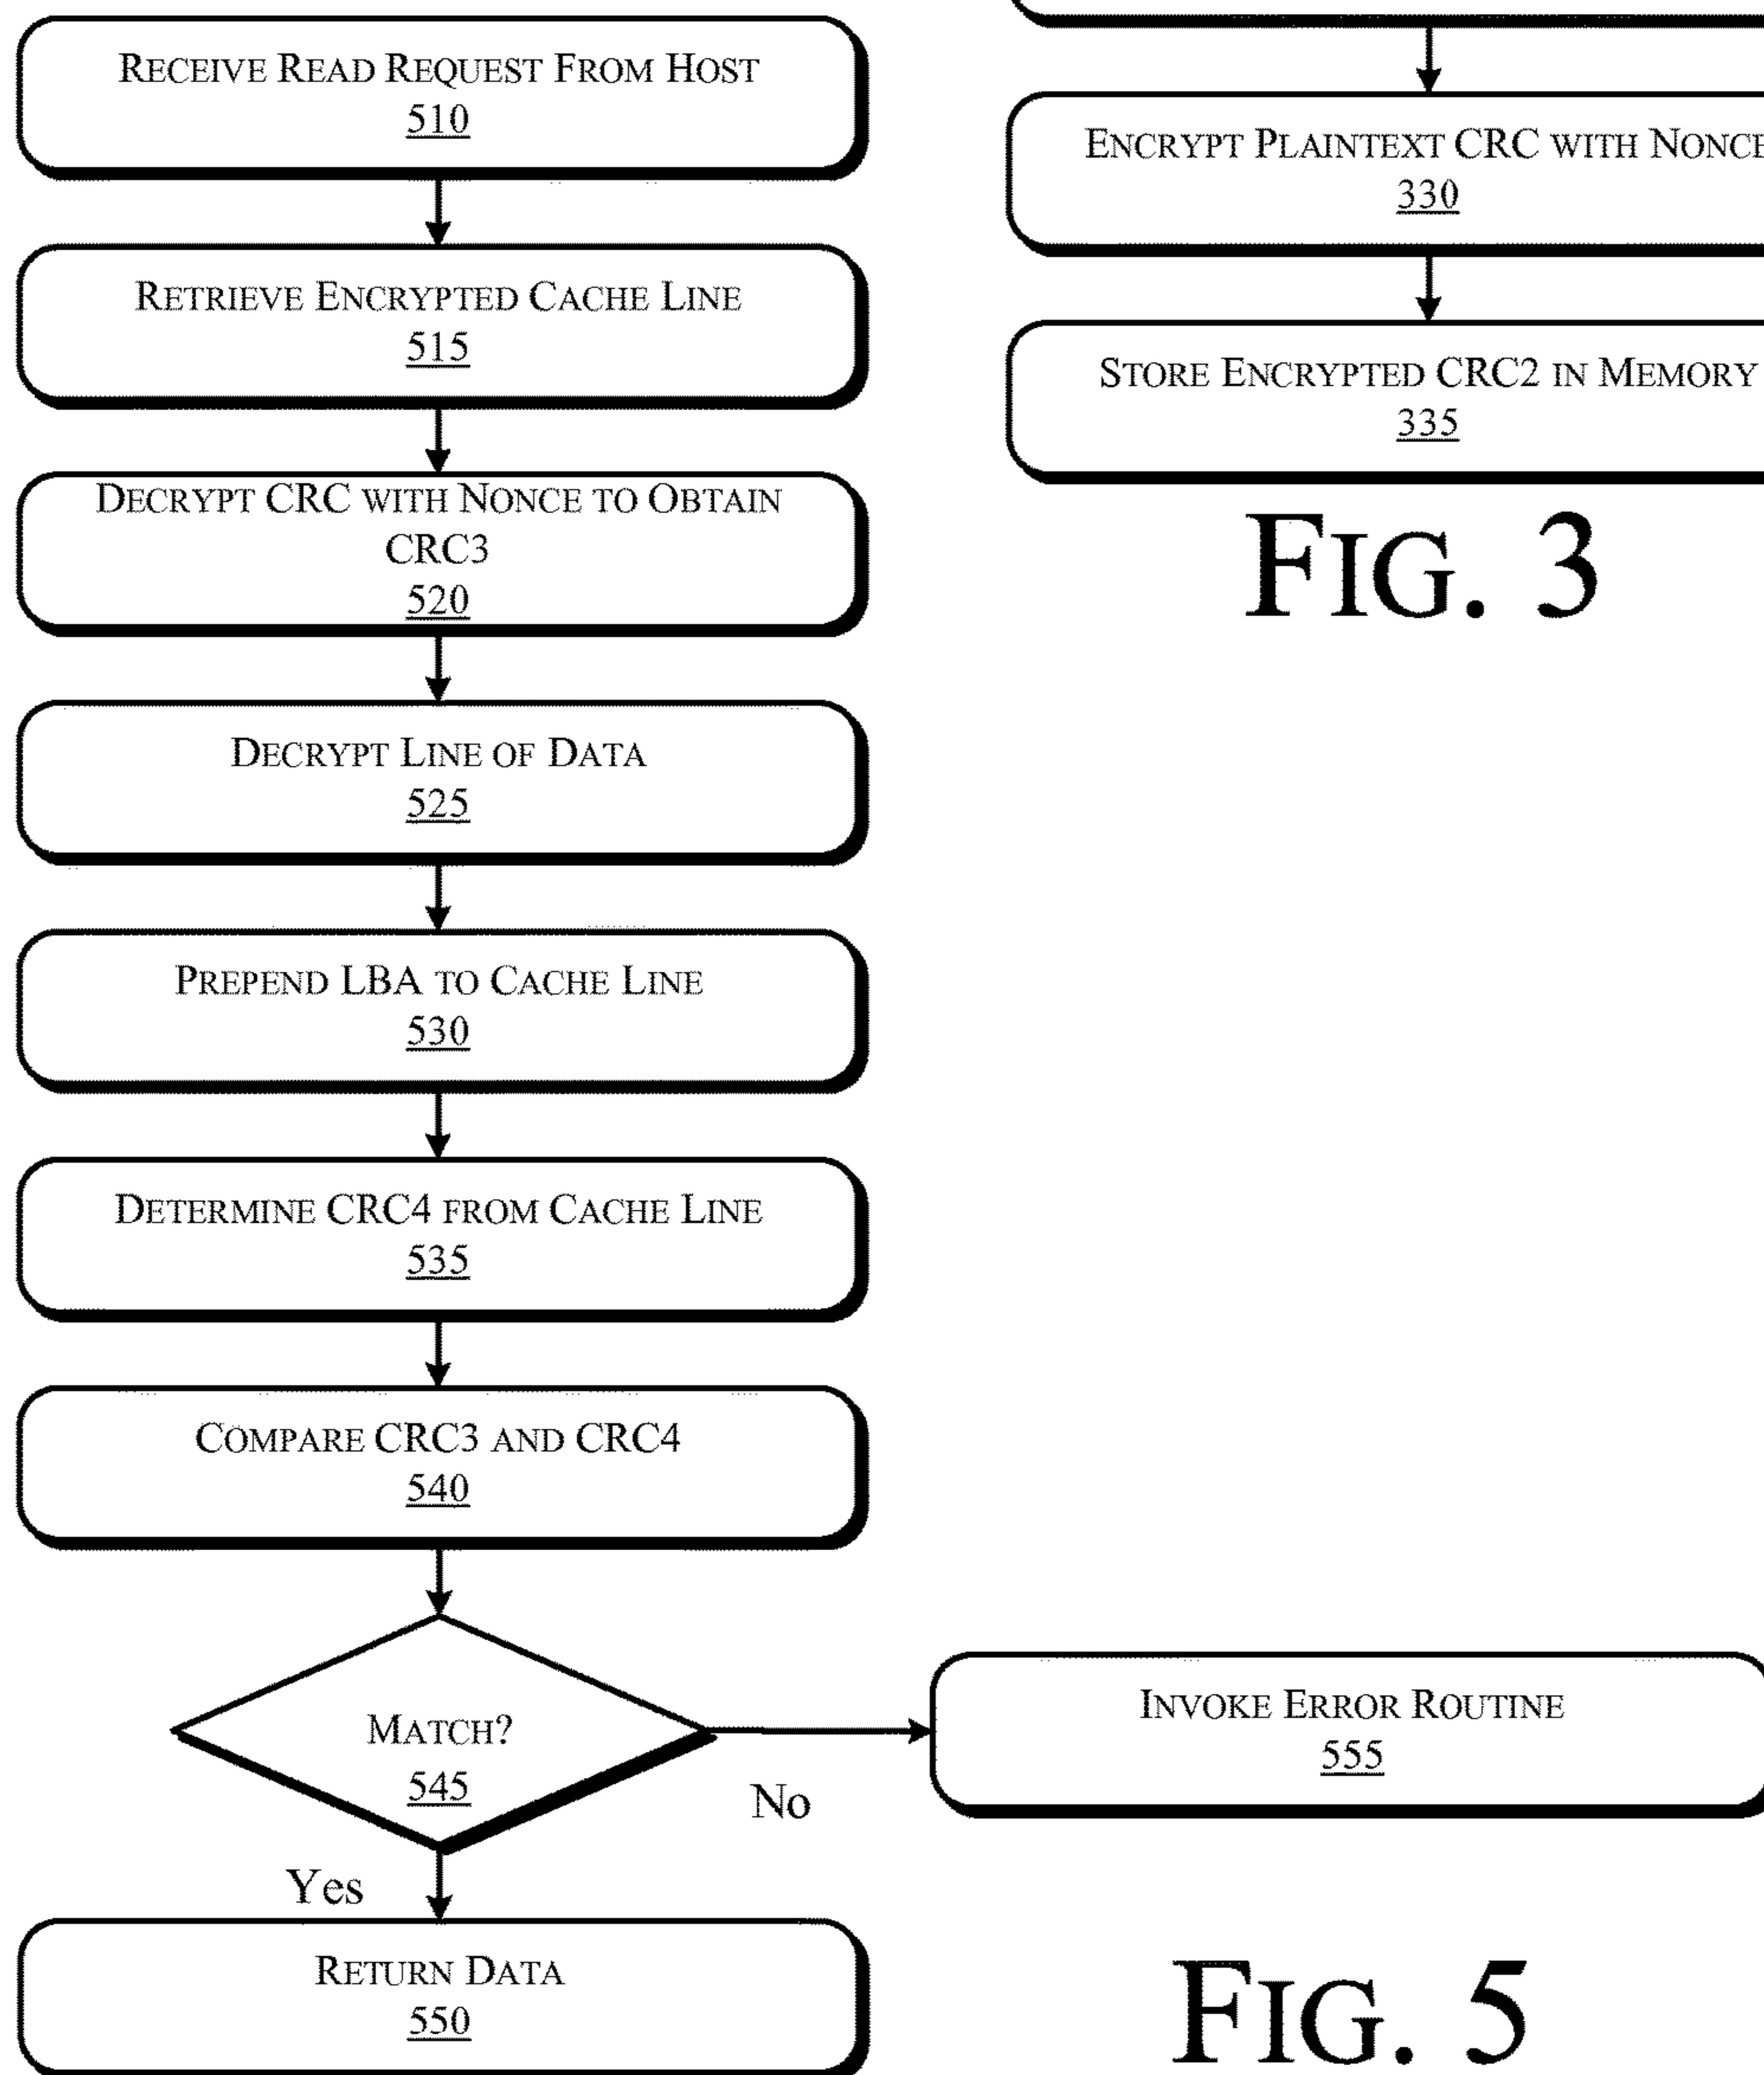 RECEIVE READ REQUEST FROM HOST
510
RETRIEVE ENCRYPTED CACHE LINE
515
DECRYPT CRC WITH NONCE TO OBTAIN
CRC3
520
DECRYPT LINE OF DATA
525
PREPEND LBA TO CACHE LINE
530
DETERMINE CRC4 FROM CACHE LINE
535
COMPARE CRC3 AND CRC4
540
MATCH?
545
No
Yes
INVOKE ERROR ROUTINE
555
RETURN DATA
550
FIG. 5
ENCRYPT PLAINTEXT CRC WITH NONCE
330
STORE ENCRYPTED CRC2 IN MEMORY
335
FIG. 3